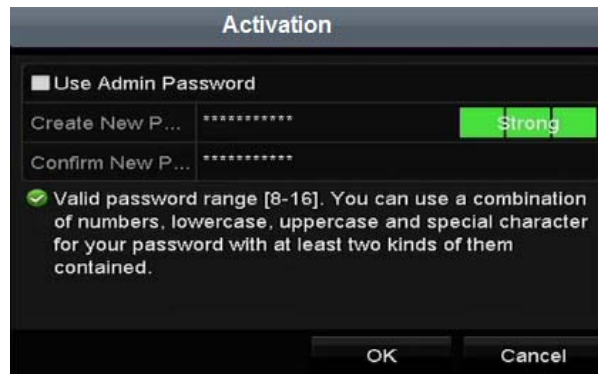 Activation
Use Admin Password
Create New P... *********** Strong
Confirm New P... ***********
Valid password range [8-16]. You can use a combination
of numbers, lowercase, uppercase and special character
for your password with at least two kinds of them
contained.
OK Cancel